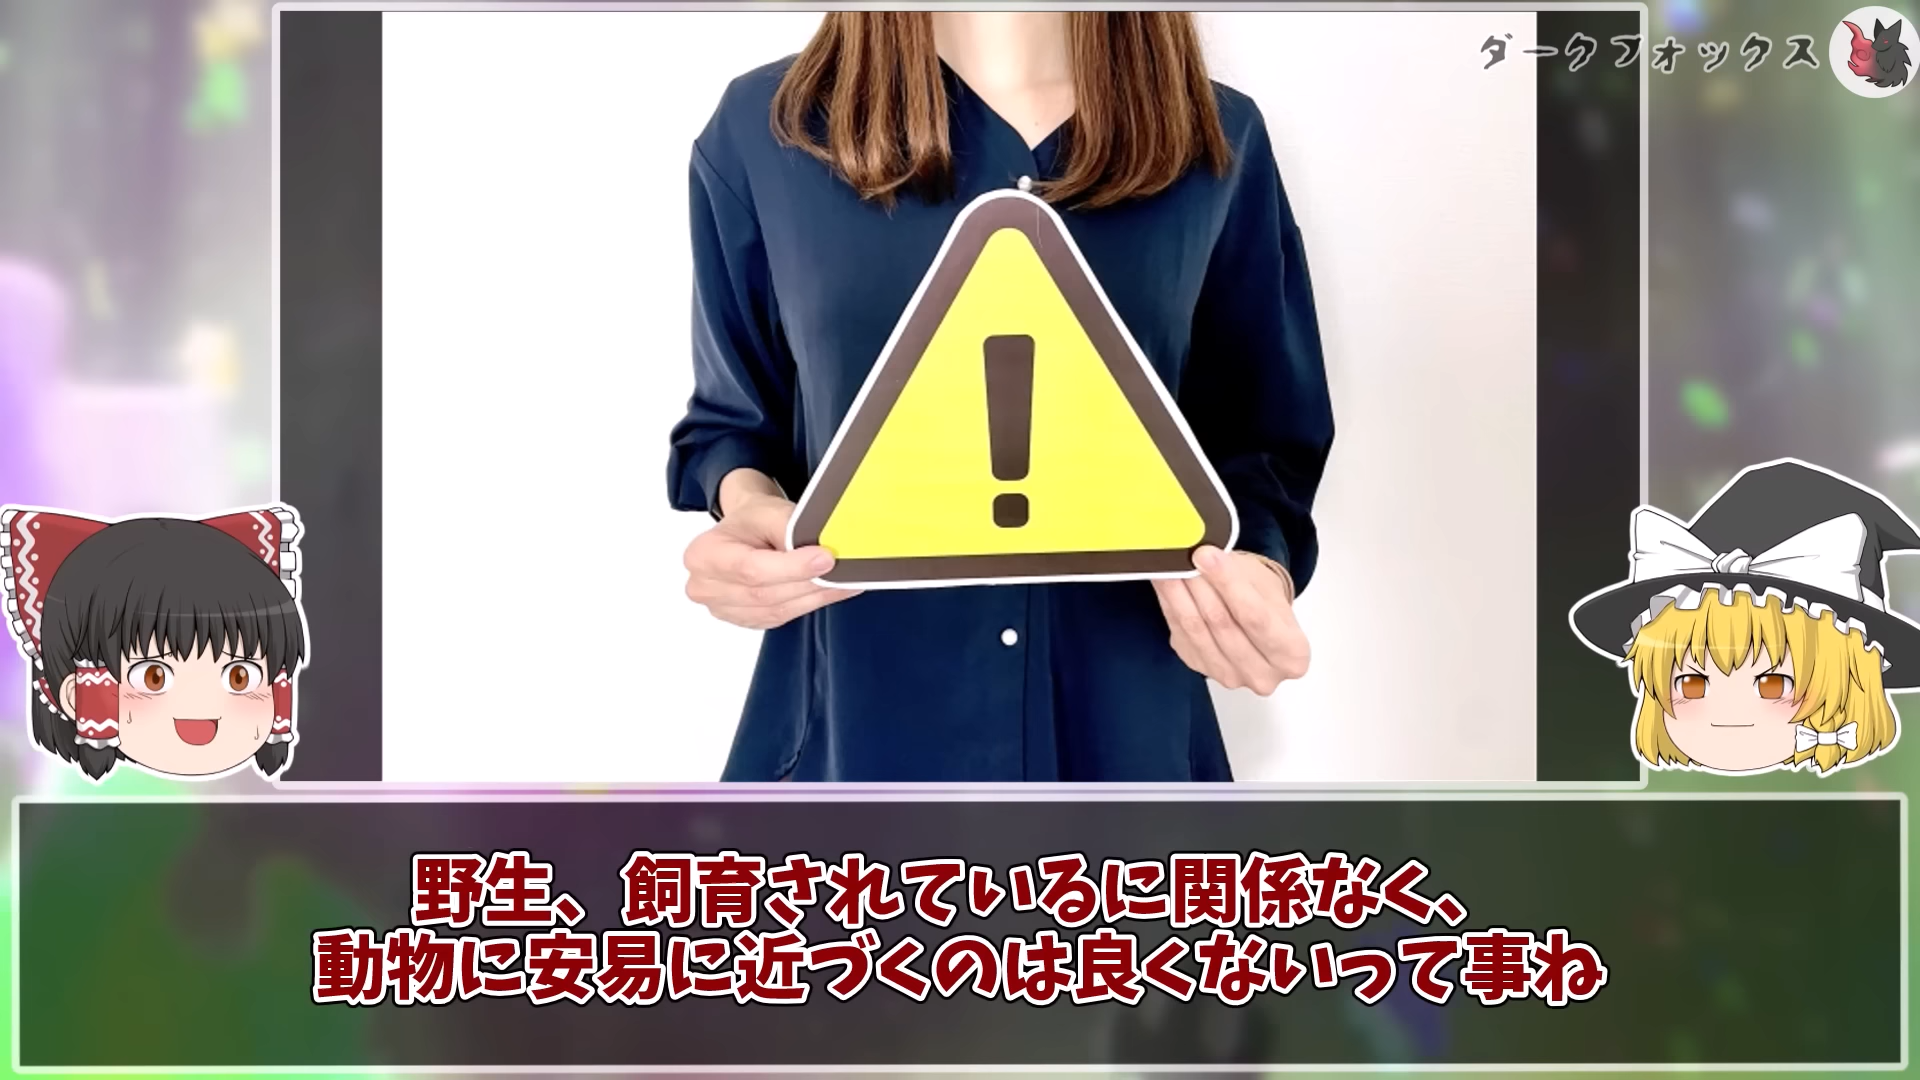 ダークフォックス
!
野生、飼育されているに関係なく、
動物に安易に近づくのは良くないって事ね